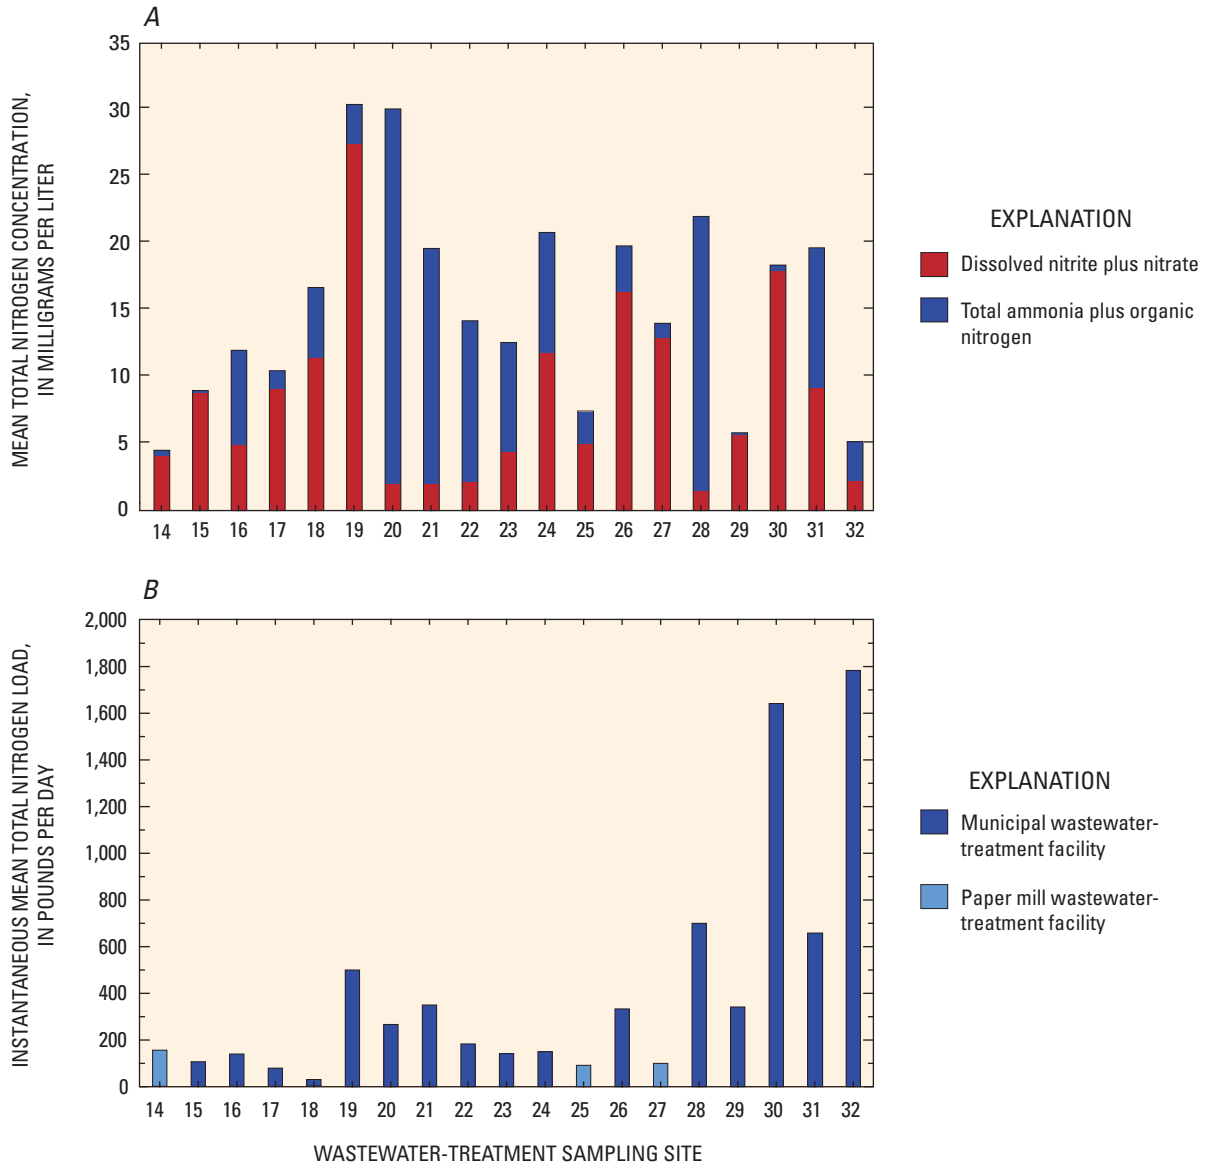 A
MEAN TOTAL NITROGEN CONCENTRATION,
IN MILLIGRAMS PER LITER
35
30
25
20
15
10
5
0
14 15 16 17 18 19 20 21 22 23 24 25 26 27 28 29 30 31 32
EXPLANATION
Dissolved nitrite plus nitrate
Total ammonia plus organic
nitrogen
B
INSTANTANEOUS MEAN TOTAL NITROGEN LOAD,
IN POUNDS PER DAY
2,000
1,800
1,600
1,400
1,200
1,000
800
600
400
200
0
14 15 16 17 18 19 20 21 22 23 24 25 26 27 28 29 30 31 32
WASTEWATER-TREATMENT SAMPLING SITE
EXPLANATION
Municipal wastewater-
treatment facility
Paper mill wastewater-
treatment facility